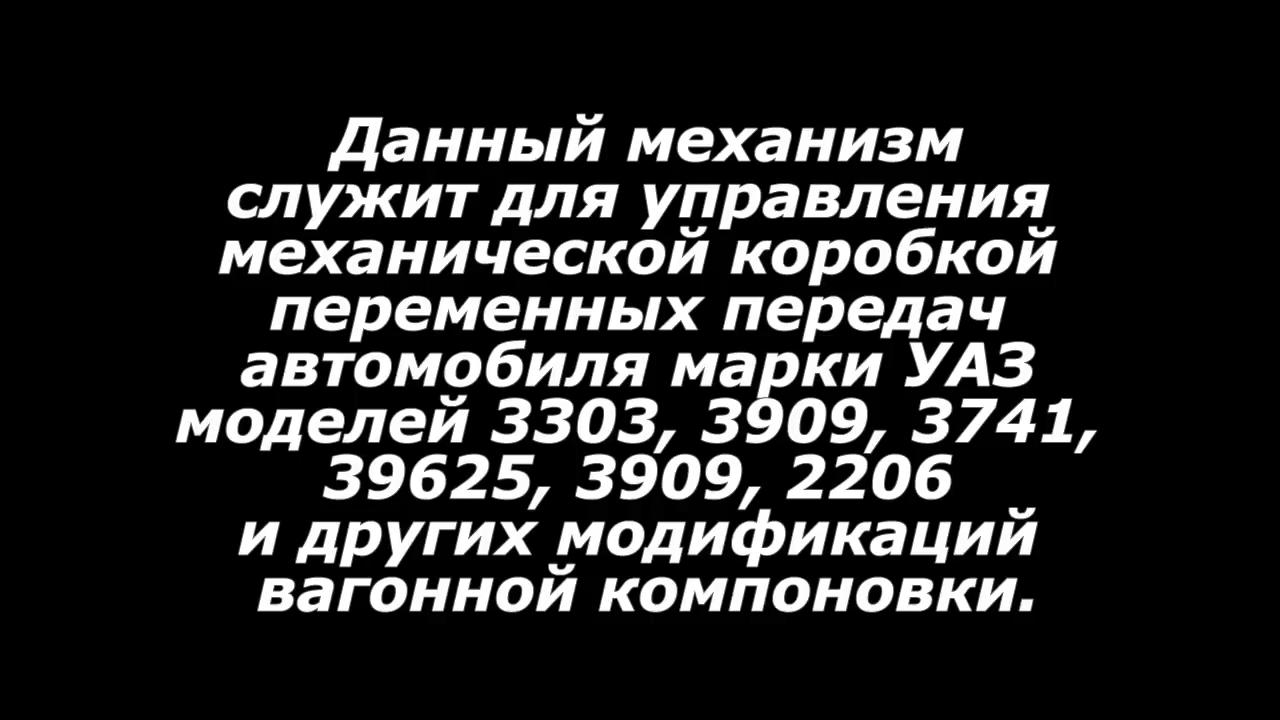 Данный механизм
служит для управления
механической коробкой
переменных передач
автомобиля марки УАЗ
моделей 3303, 3909, 3741,
39625, 3909, 2206
и других модификаций
вагонной компоновки.